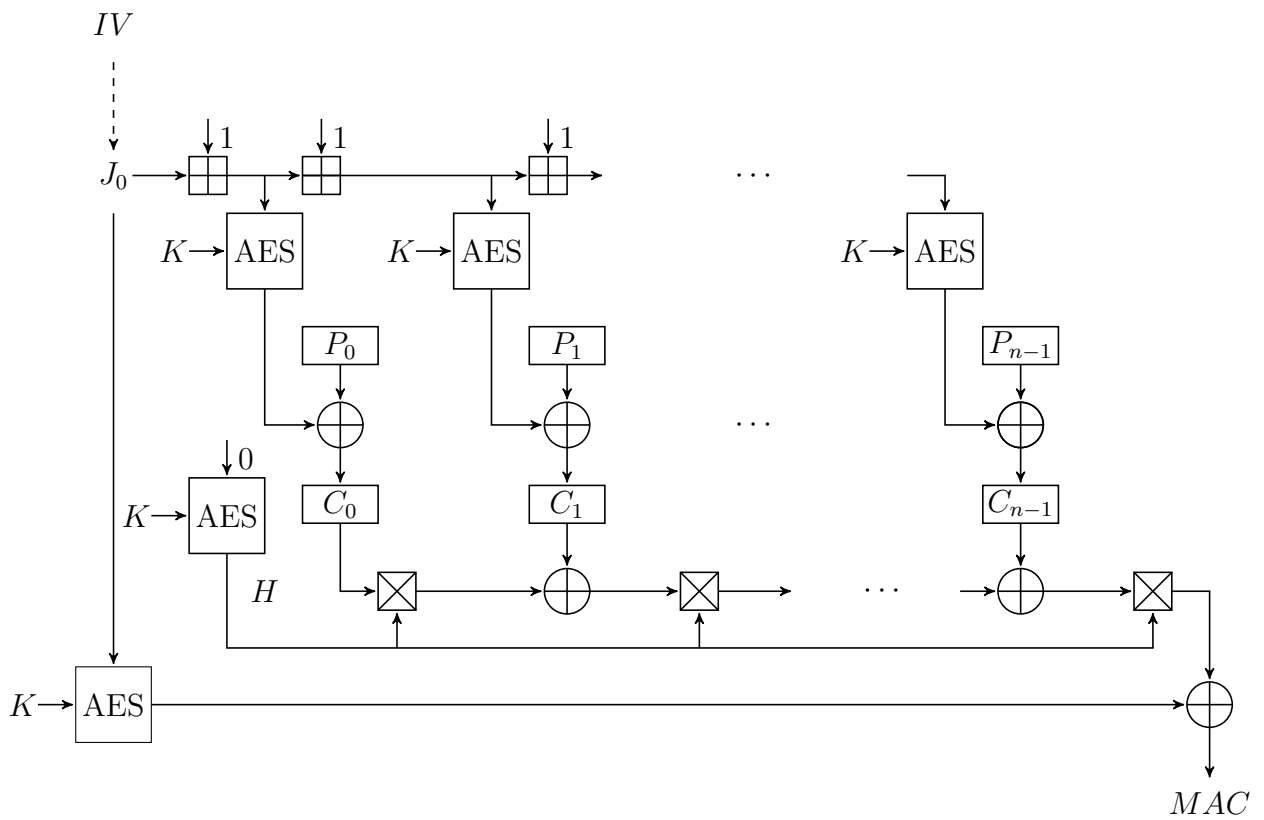 IV
1 1 1
J₀ ⋯
K AES K AES K AES
P₀ P₁ Pₙ₋₁
⋯
0
K AES C₀ C₁ Cₙ₋₁
H ⋯
K AES
MAC